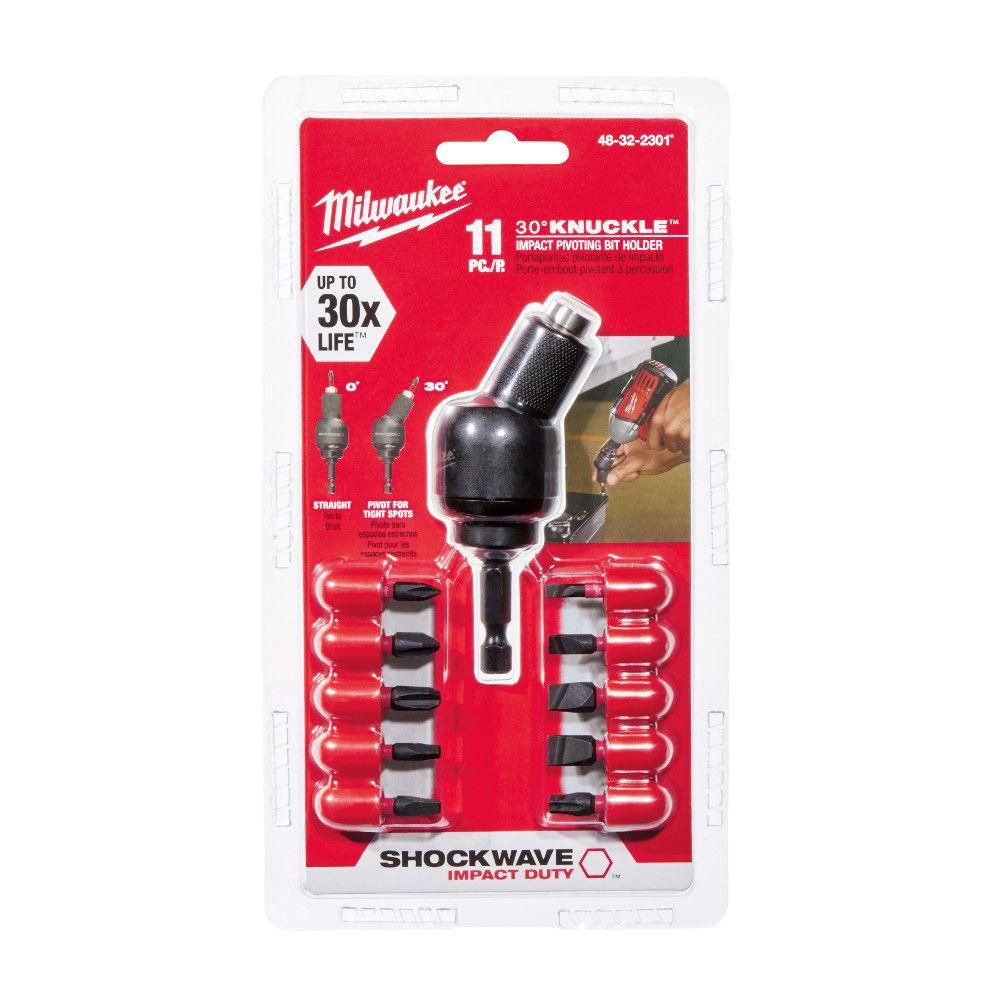 48-32-2301
Milwaukee
11
PC./P.
30° KNUCKLE™
IMPACT PIVOTING BIT HOLDER
Portapuntas pivotante de impacto
Porte-embout pivotant à percussion
UP TO
30x
LIFE™
0°
30°
STRAIGHT
Recto
Droit
PIVOT FOR
TIGHT SPOTS
Pivote para
espacios estrechos
Pivot pour les
espaces restreints
Milwaukee
Milwaukee
SHOCKWAVE
IMPACT DUTY™